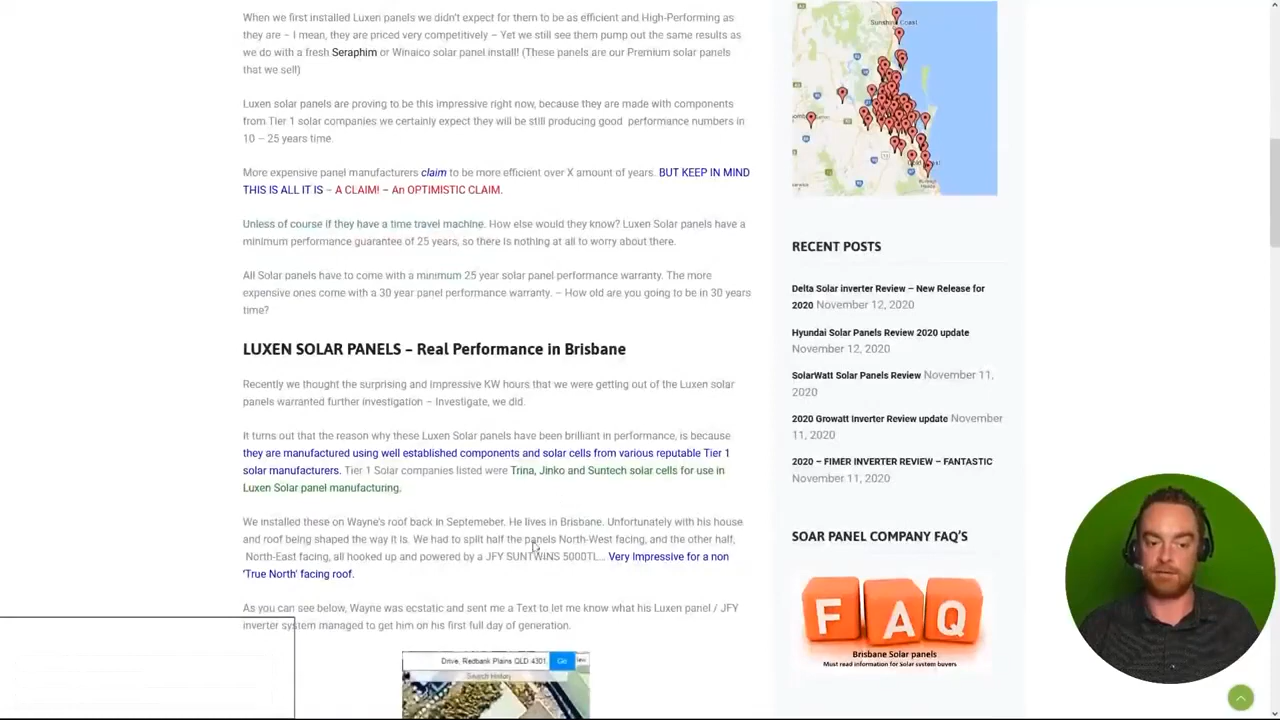 When we first installed Luxen panels we didn't expect for them to be as efficient and High-Performing as
they are – I mean, they are priced very competitively – Yet we still see them pump out the same results as
we do with a fresh Seraphim or Winaico solar panel install! (These panels are our Premium solar panels
that we sell!)
Luxen solar panels are proving to be this impressive right now, because they are made with components
from Tier 1 solar companies we certainly expect they will be still producing good performance numbers in
10 – 25 years time.
More expensive panel manufacturers claim to be more efficient over X amount of years. BUT KEEP IN MIND
THIS IS ALL IT IS – A CLAIM! – An OPTIMISTIC CLAIM.
Unless of course if they have a time travel machine. How else would they know? Luxen Solar panels have a
minimum performance guarantee of 25 years, so there is nothing at all to worry about there.
All Solar panels have to come with a minimum 25 year solar panel performance warranty. The more
expensive ones come with a 30 year panel performance warranty. – How old are you going to be in 30 years
time?
LUXEN SOLAR PANELS – Real Performance in Brisbane
Recently we thought the surprising and impressive KW hours that we were getting out of the Luxen solar
panels warranted further investigation – Investigate, we did.
It turns out that the reason why these Luxen Solar panels have been brilliant in performance, is because
they are manufactured using well established components and solar cells from various reputable Tier 1
solar manufacturers. Tier 1 Solar companies listed were Trina, Jinko and Suntech solar cells for use in
Luxen Solar panel manufacturing.
We installed these on Wayne's roof back in Septemeber. He lives in Brisbane. Unfortunately with his house
and roof being shaped the way it is. We had to split half the panels North-West facing, and the other half,
North-East facing, all hooked up and powered by a JFY SUNTWINS 5000TL… Very Impressive for a non
'True North' facing roof.
As you can see below, Wayne was ecstatic and sent me a Text to let me know what his Luxen panel / JFY
inverter system managed to get him on his first full day of generation.
Drive, Redbank Plains QLD 4301, Go
Search History
Sunshine Coast
RECENT POSTS
Delta Solar inverter Review – New Release for
2020 November 12, 2020
Hyundai Solar Panels Review 2020 update
November 12, 2020
SolarWatt Solar Panels Review November 11,
2020
2020 Growatt Inverter Review update November
11, 2020
2020 – FIMER INVERTER REVIEW – FANTASTIC
November 11, 2020
SOAR PANEL COMPANY FAQ'S
FAQ
Brisbane Solar panels
Must read information for Solar system buyers